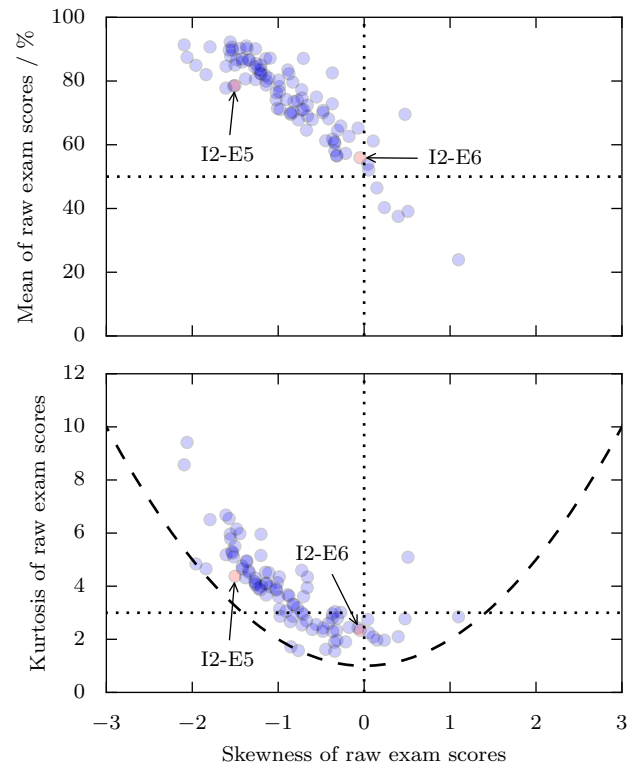 100
80
60
40
20
0
Mean of raw exam scores / %
I2-E5
I2-E6
12
10
8
6
4
2
0
Kurtosis of raw exam scores
I2-E6
I2-E5
−3 −2 −1 0 1 2 3
Skewness of raw exam scores